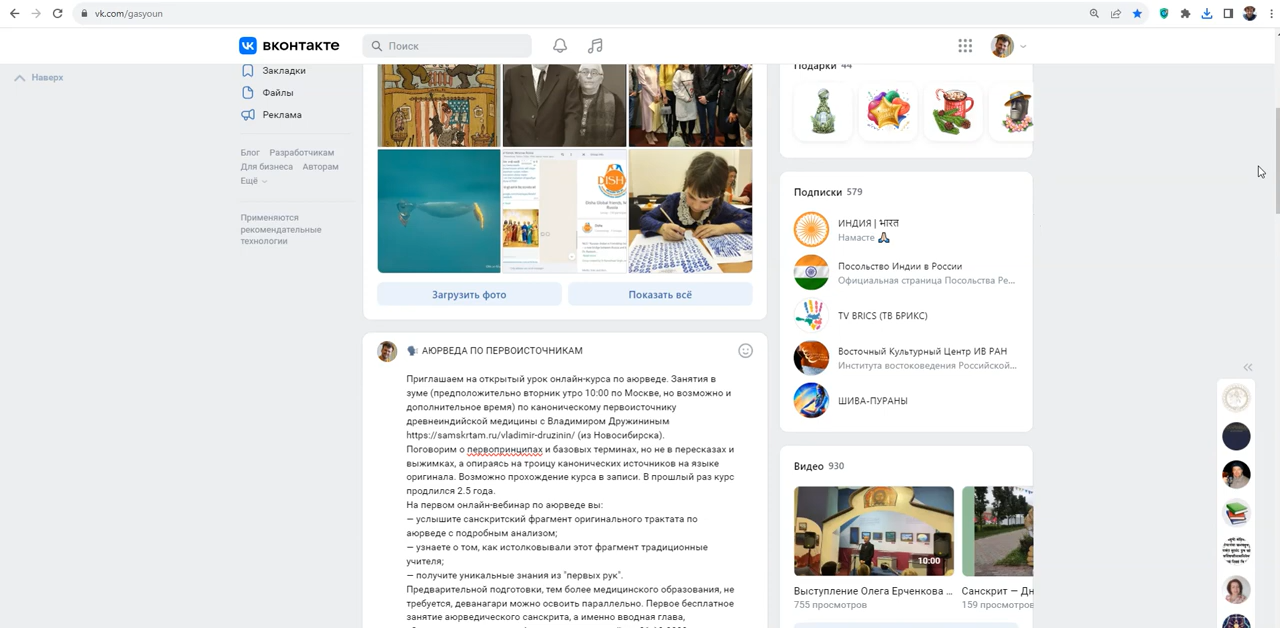 vk.com/gasyoun
ВКОНТАКТЕ
Поиск
Наверх
Закладки
Файлы
Реклама
Блог Разработчикам
Для бизнеса Авторам
Ещё
Применяются
рекомендательные
технологии
DISH
Загрузить фото
Показать всё
АЮРВЕДА ПО ПЕРВОИСТОЧНИКАМ
Приглашаем на открытый урок онлайн-курса по аюрведе. Занятия в
зуме (предположительно вторник утро 10:00 по Москве, но возможно и
дополнительное время) по каноническому первоисточнику
древнеиндийской медицины с Владимиром Дружининым
https://samskrtam.ru/vladimir-druzinin/ (из Новосибирска).
Поговорим о первопринципах и базовых терминах, но не в пересказах и
выжимках, а опираясь на троицу канонических источников на языке
оригинала. Возможно прохождение курса в записи. В прошлый раз курс
продлился 2.5 года.
На первом онлайн-вебинар по аюрведе вы:
— услышите санскритский фрагмент оригинального трактата по
аюрведе с подробным анализом;
— узнаете о том, как истолковывали этот фрагмент традиционные
учителя;
— получите уникальные знания из "первых рук".
Предварительной подготовки, тем более медицинского образования, не
требуется, деванагари можно освоить параллельно. Первое бесплатное
занятие аюрведического санскрита, а именно вводная глава,
Подарки 44
Подписки 579
ИНДИЯ | भारत
Намасте
Посольство Индии в России
Официальная страница Посольства Ре...
TV BRICS (ТВ БРИКС)
Восточный Культурный Центр ИВ РАН
Института востоковедения Российской...
ШИВА-ПУРАНЫ
Видео 930
10:00
Выступление Олега Ерченкова ...
755 просмотров
Санскрит — Дн
159 просмотров